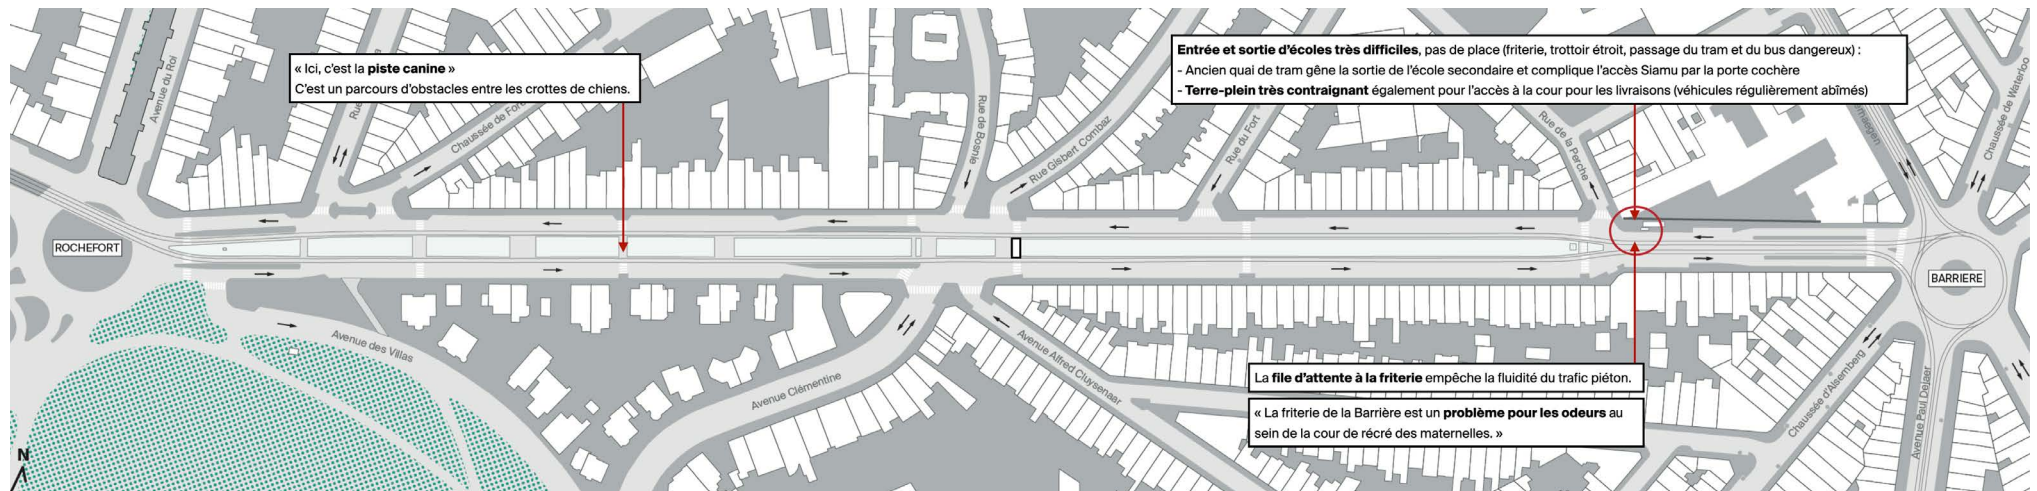 « Ici, c'est la piste canine »
C'est un parcours d'obstacles entre les crottes de chiens.
Entrée et sortie d'écoles très difficiles, pas de place (friterie, trottoir étroit, passage du tram et du bus dangereux) :
- Ancien quai de tram gêne la sortie de l'école secondaire et complique l'accès Siamu par la porte cochère
- Terre-plein très contraignant également pour l'accès à la cour pour les livraisons (véhicules régulièrement abîmés)
Avenue du Roi
Chaussée de
Rue de Bosnie
Rue Gisbert Combaz
Rue du Fort
Rue de la Perche
Chaussée de Waterloo
ROCHEFORT
BARRIERE
Avenue des Villas
Avenue Clémentine
Avenue Alfred Cluysenaar
La file d'attente à la friterie empêche la fluidité du trafic piéton.
« La friterie de la Barrière est un problème pour les odeurs au
sein de la cour de récré des maternelles. »
Chaussée d'Alsemberg
Avenue Paul Dejaer
N